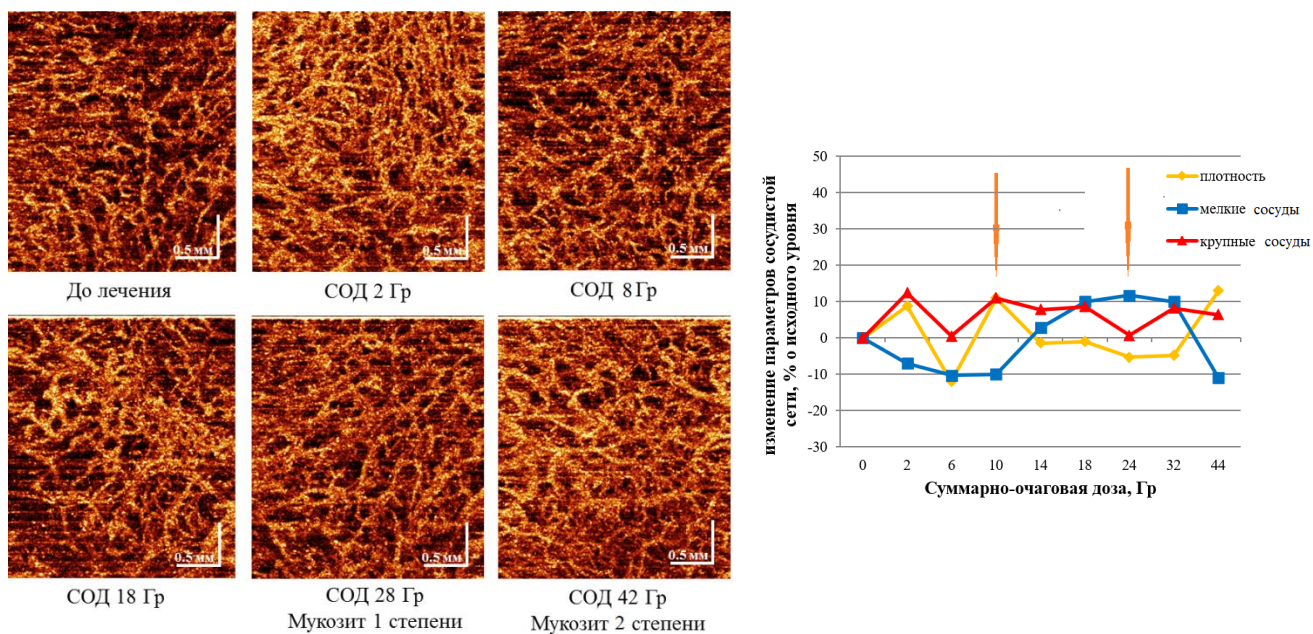 0.5 мм
0.5 мм
0.5 мм
До лечения
СОД 2 Гр
СОД 8 Гр
0.5 мм
0.5 мм
0.5 мм
СОД 18 Гр
СОД 28 Гр
Мукозит 1 степени
СОД 42 Гр
Мукозит 2 степени
изменение параметров сосудистой
сети, % о исходного уровня
50
40
30
20
10
0
-10
-20
-30
плотность
мелкие сосуды
крупные сосуды
0 2 6 10 14 18 24 32 44
Суммарно-очаговая доза, Гр